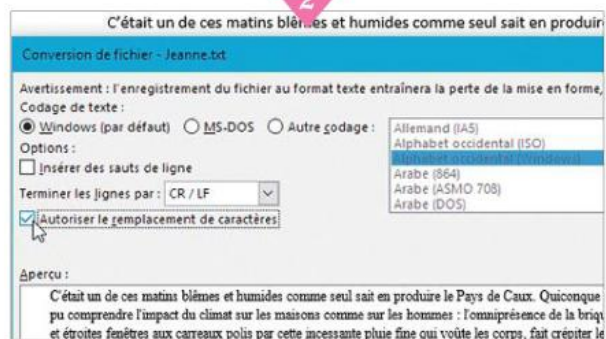 2
C'était un de ces matins blêmes et humides comme seul sait en produire
Conversion de fichier - Jeanne.txt
Avertissement : l'enregistrement du fichier au format texte entraînera la perte de la mise en forme,
Codage de texte :
Windows (par défaut) MS-DOS Autre codage :
Options :
Insérer des sauts de ligne
Terminer les lignes par : CR / LF
Autoriser le remplacement de caractères
Allemand (IA5)
Alphabet occidental (ISO)
Alphabet occidental (Windows)
Arabe (864)
Arabe (ASMO 708)
Arabe (DOS)
Aperçu :
C'était un de ces matins blêmes et humides comme seul sait en produire le Pays de Caux. Quiconque
pu comprendre l'impact du climat sur les maisons comme sur les hommes : l'omniprésence de la briqu
et étroites fenêtres aux carreaux polis par cette incessante pluie fine qui voûte les corps, fait crépiter le